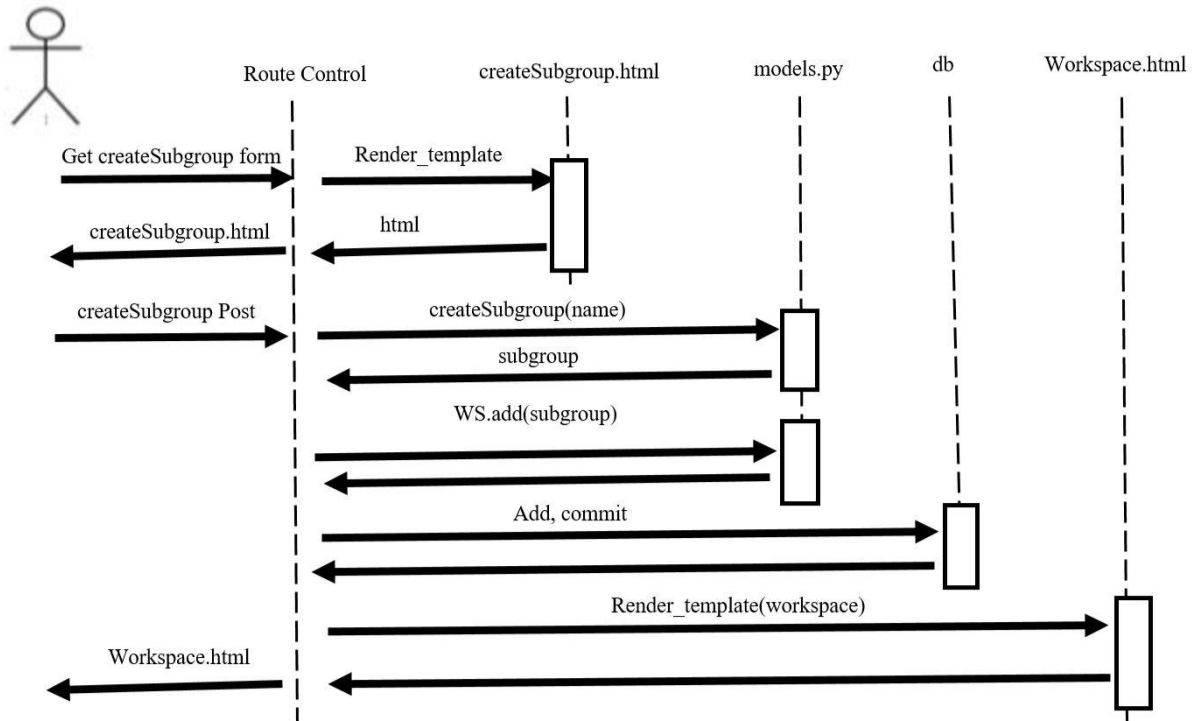 Route Control
createSubgroup.html
models.py
db
Workspace.html
Get createSubgroup form
Render_template
createSubgroup.html
html
createSubgroup Post
createSubgroup(name)
subgroup
WS.add(subgroup)
Add, commit
Render_template(workspace)
Workspace.html